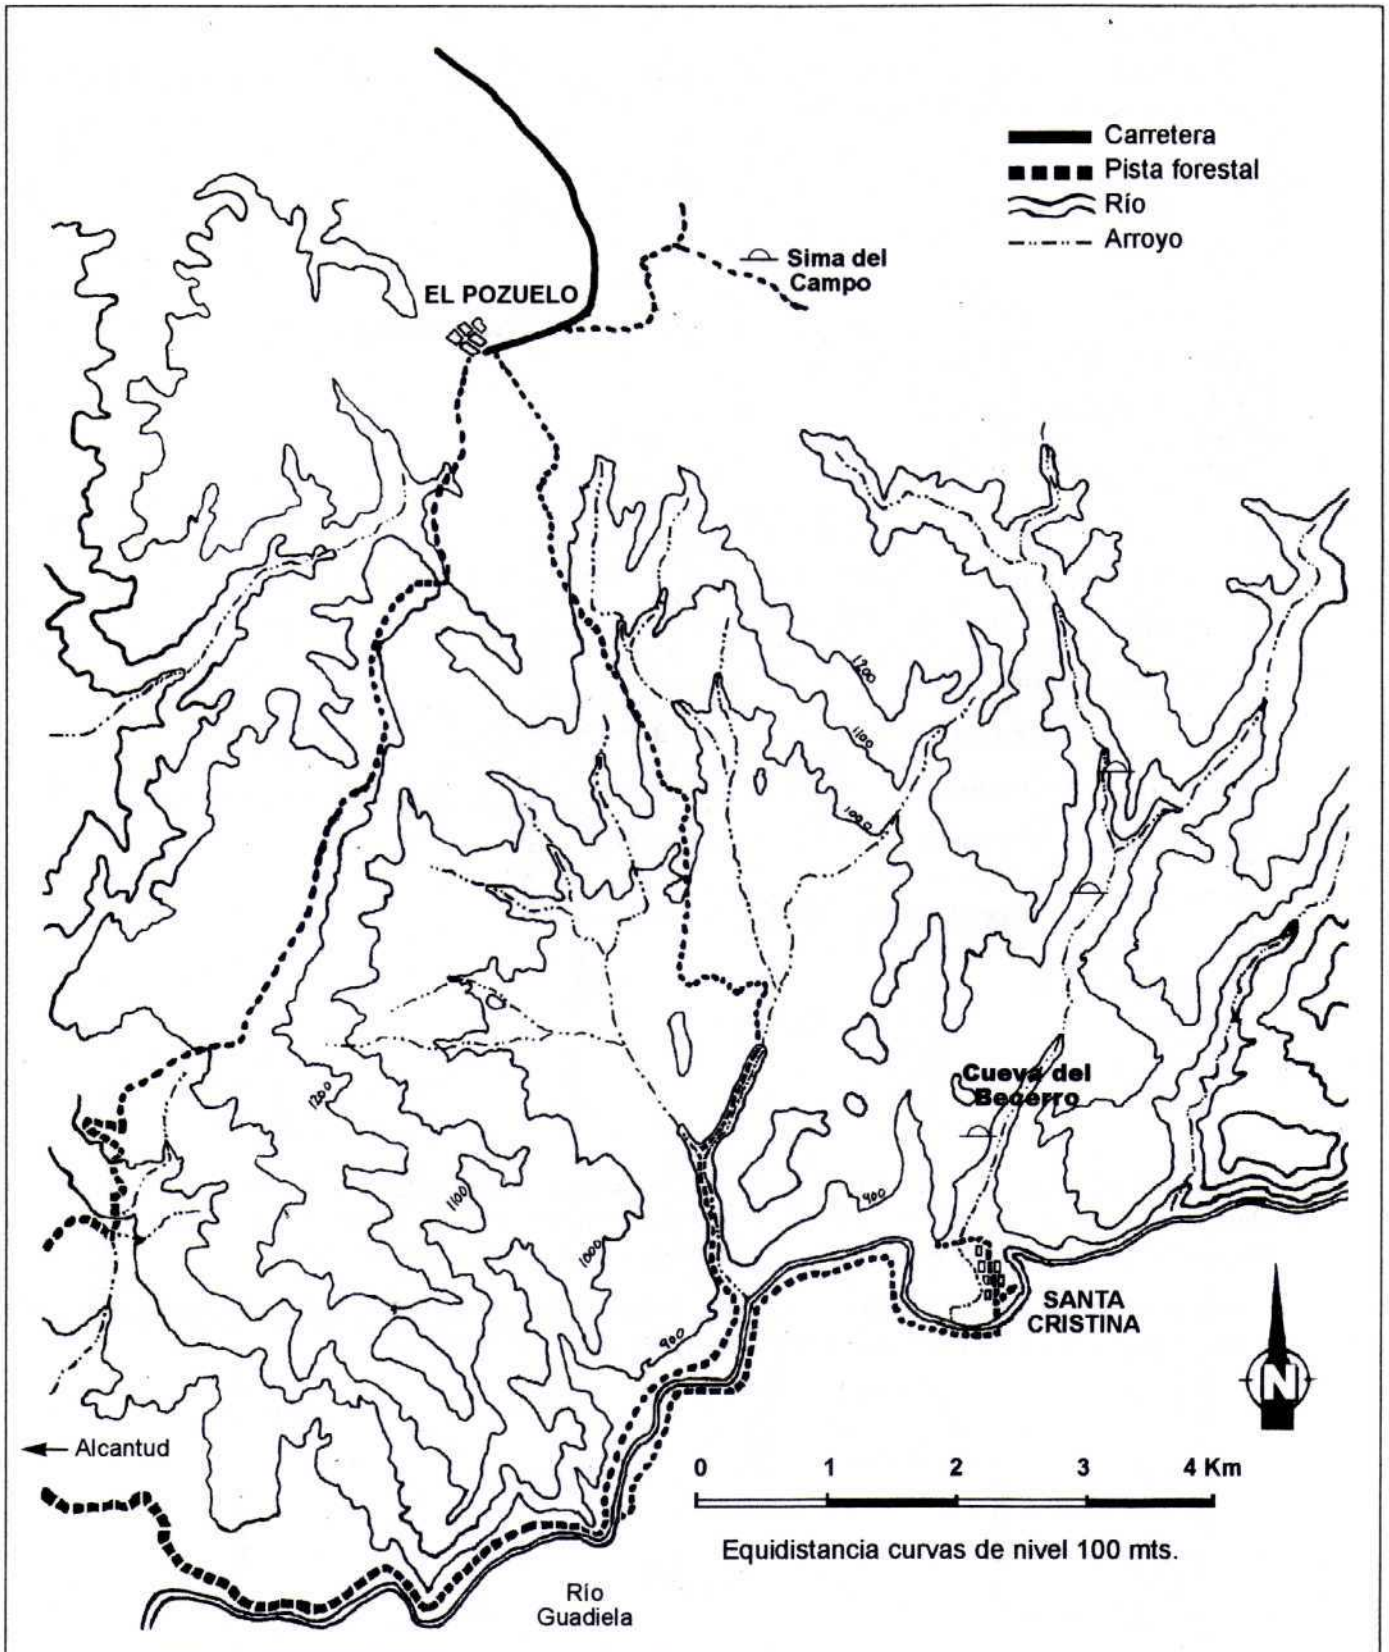 Carretera
Pista forestal
Río
Arroyo
Sima del
Campo
EL POZUELO
1200
1100
1000
Cueva del
Becerro
1200
1100
900
1000
900
SANTA
CRISTINA
N
Alcantud
0 1 2 3 4 Km
Equidistancia curvas de nivel 100 mts.
Río
Guadiela